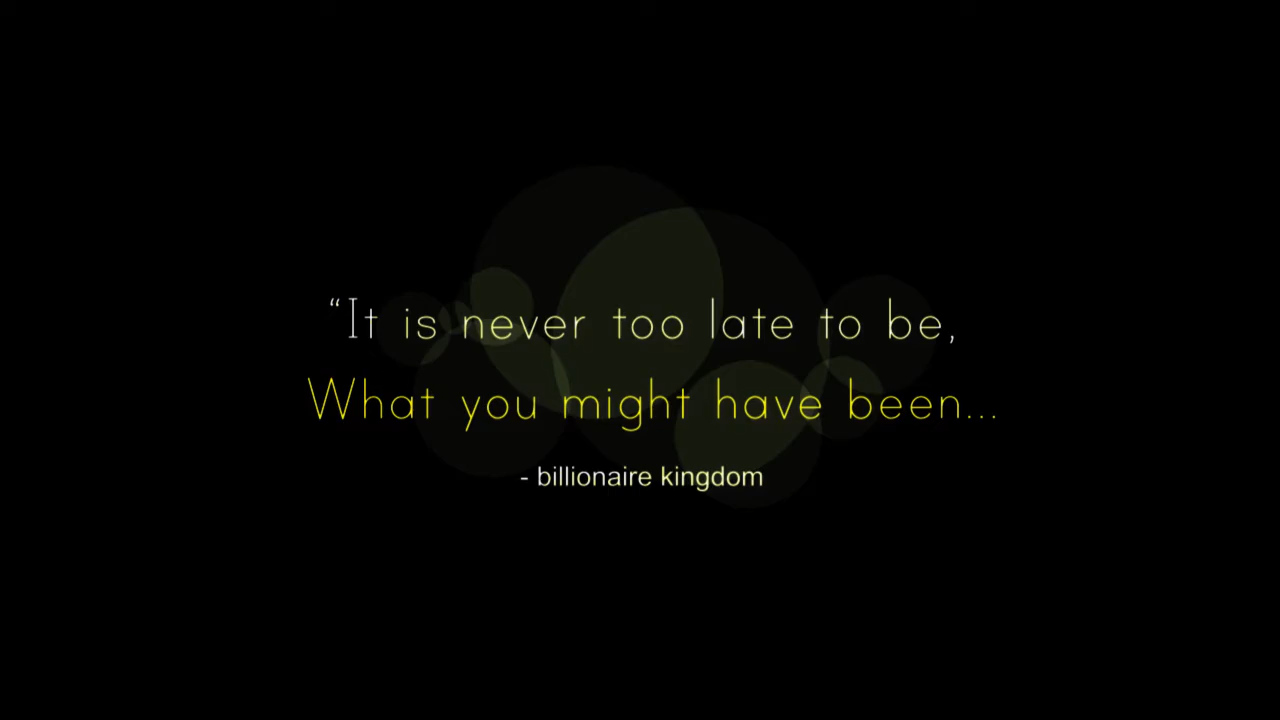 “It is never too late to be,
What you might have been...
- billionaire kingdom